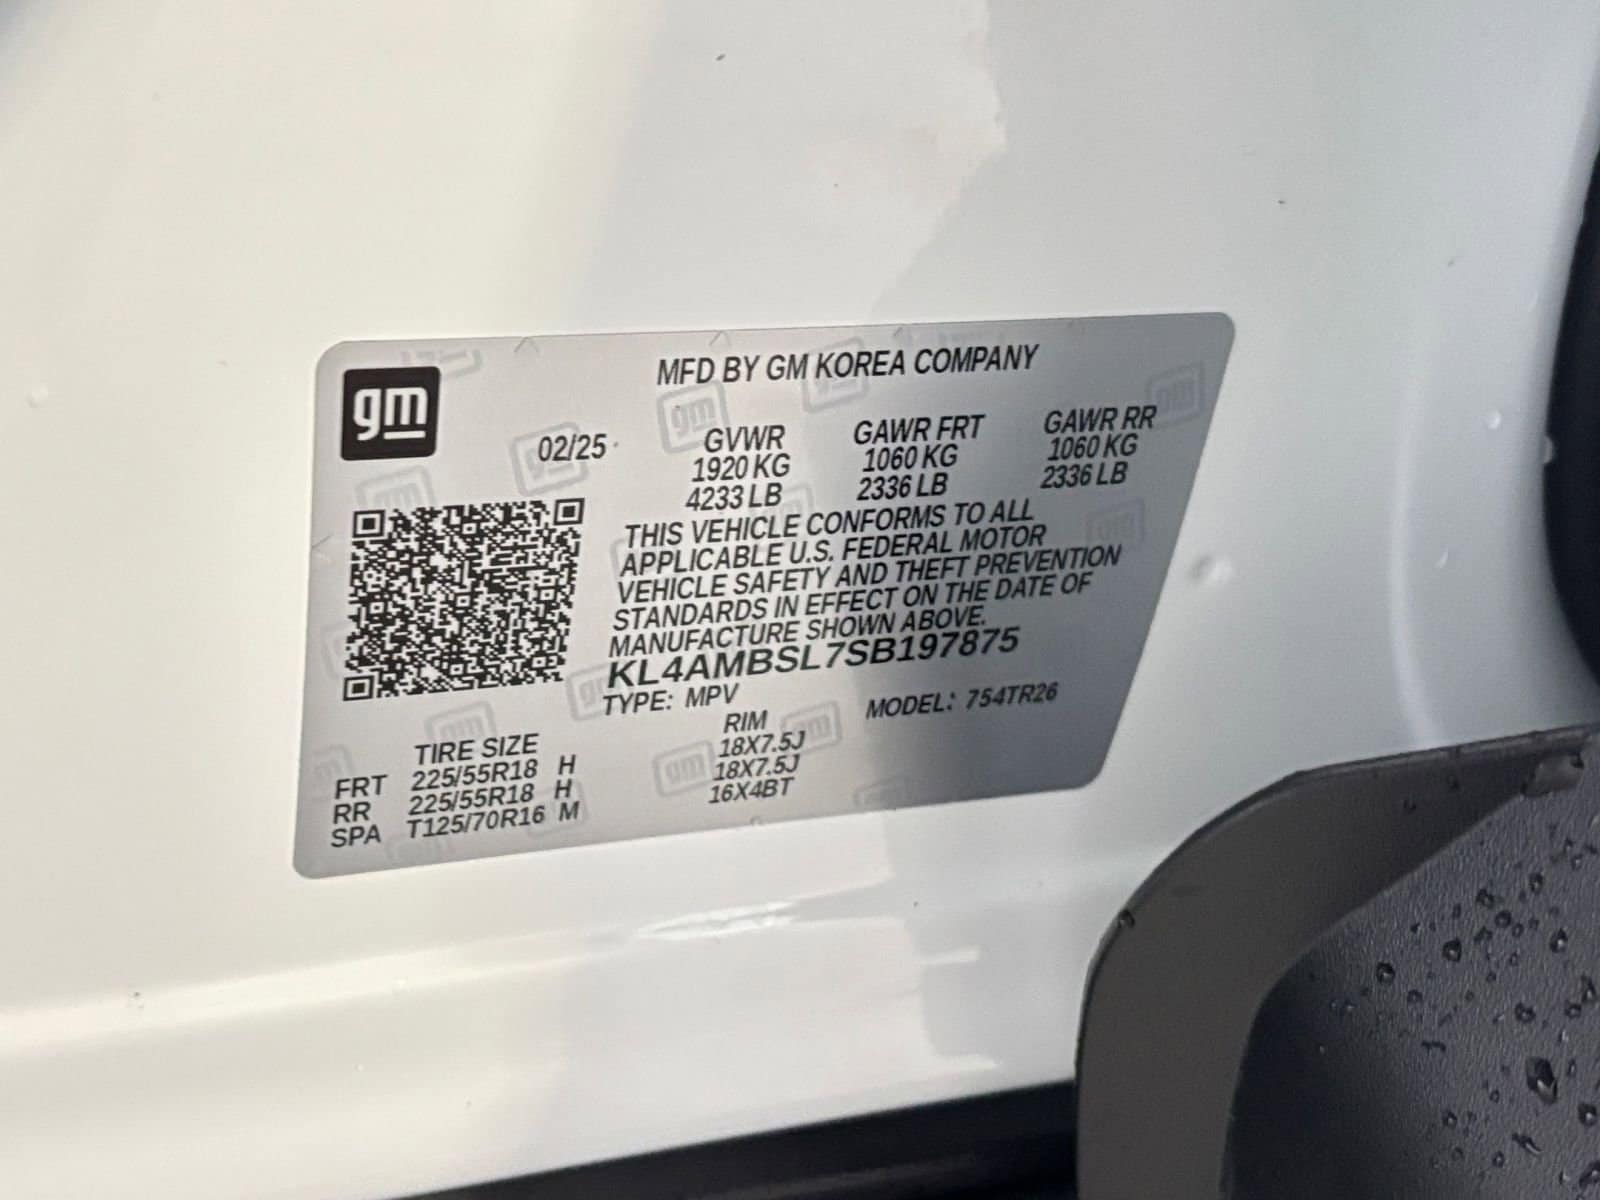 gm
MFD BY GM KOREA COMPANY
02/25 GVWR GAWR FRT GAWR RR
1920 KG 1060 KG 1060 KG
4233 LB 2336 LB 2336 LB
THIS VEHICLE CONFORMS TO ALL
APPLICABLE U.S. FEDERAL MOTOR
VEHICLE SAFETY AND THEFT PREVENTION
STANDARDS IN EFFECT ON THE DATE OF
MANUFACTURE SHOWN ABOVE.
KL4AMBSL7SB197875
TYPE: MPV MODEL: 754TR26
TIRE SIZE RIM
FRT 225/55R18 H 18X7.5J
RR 225/55R18 H 18X7.5J
SPA T125/70R16 M 16X4BT